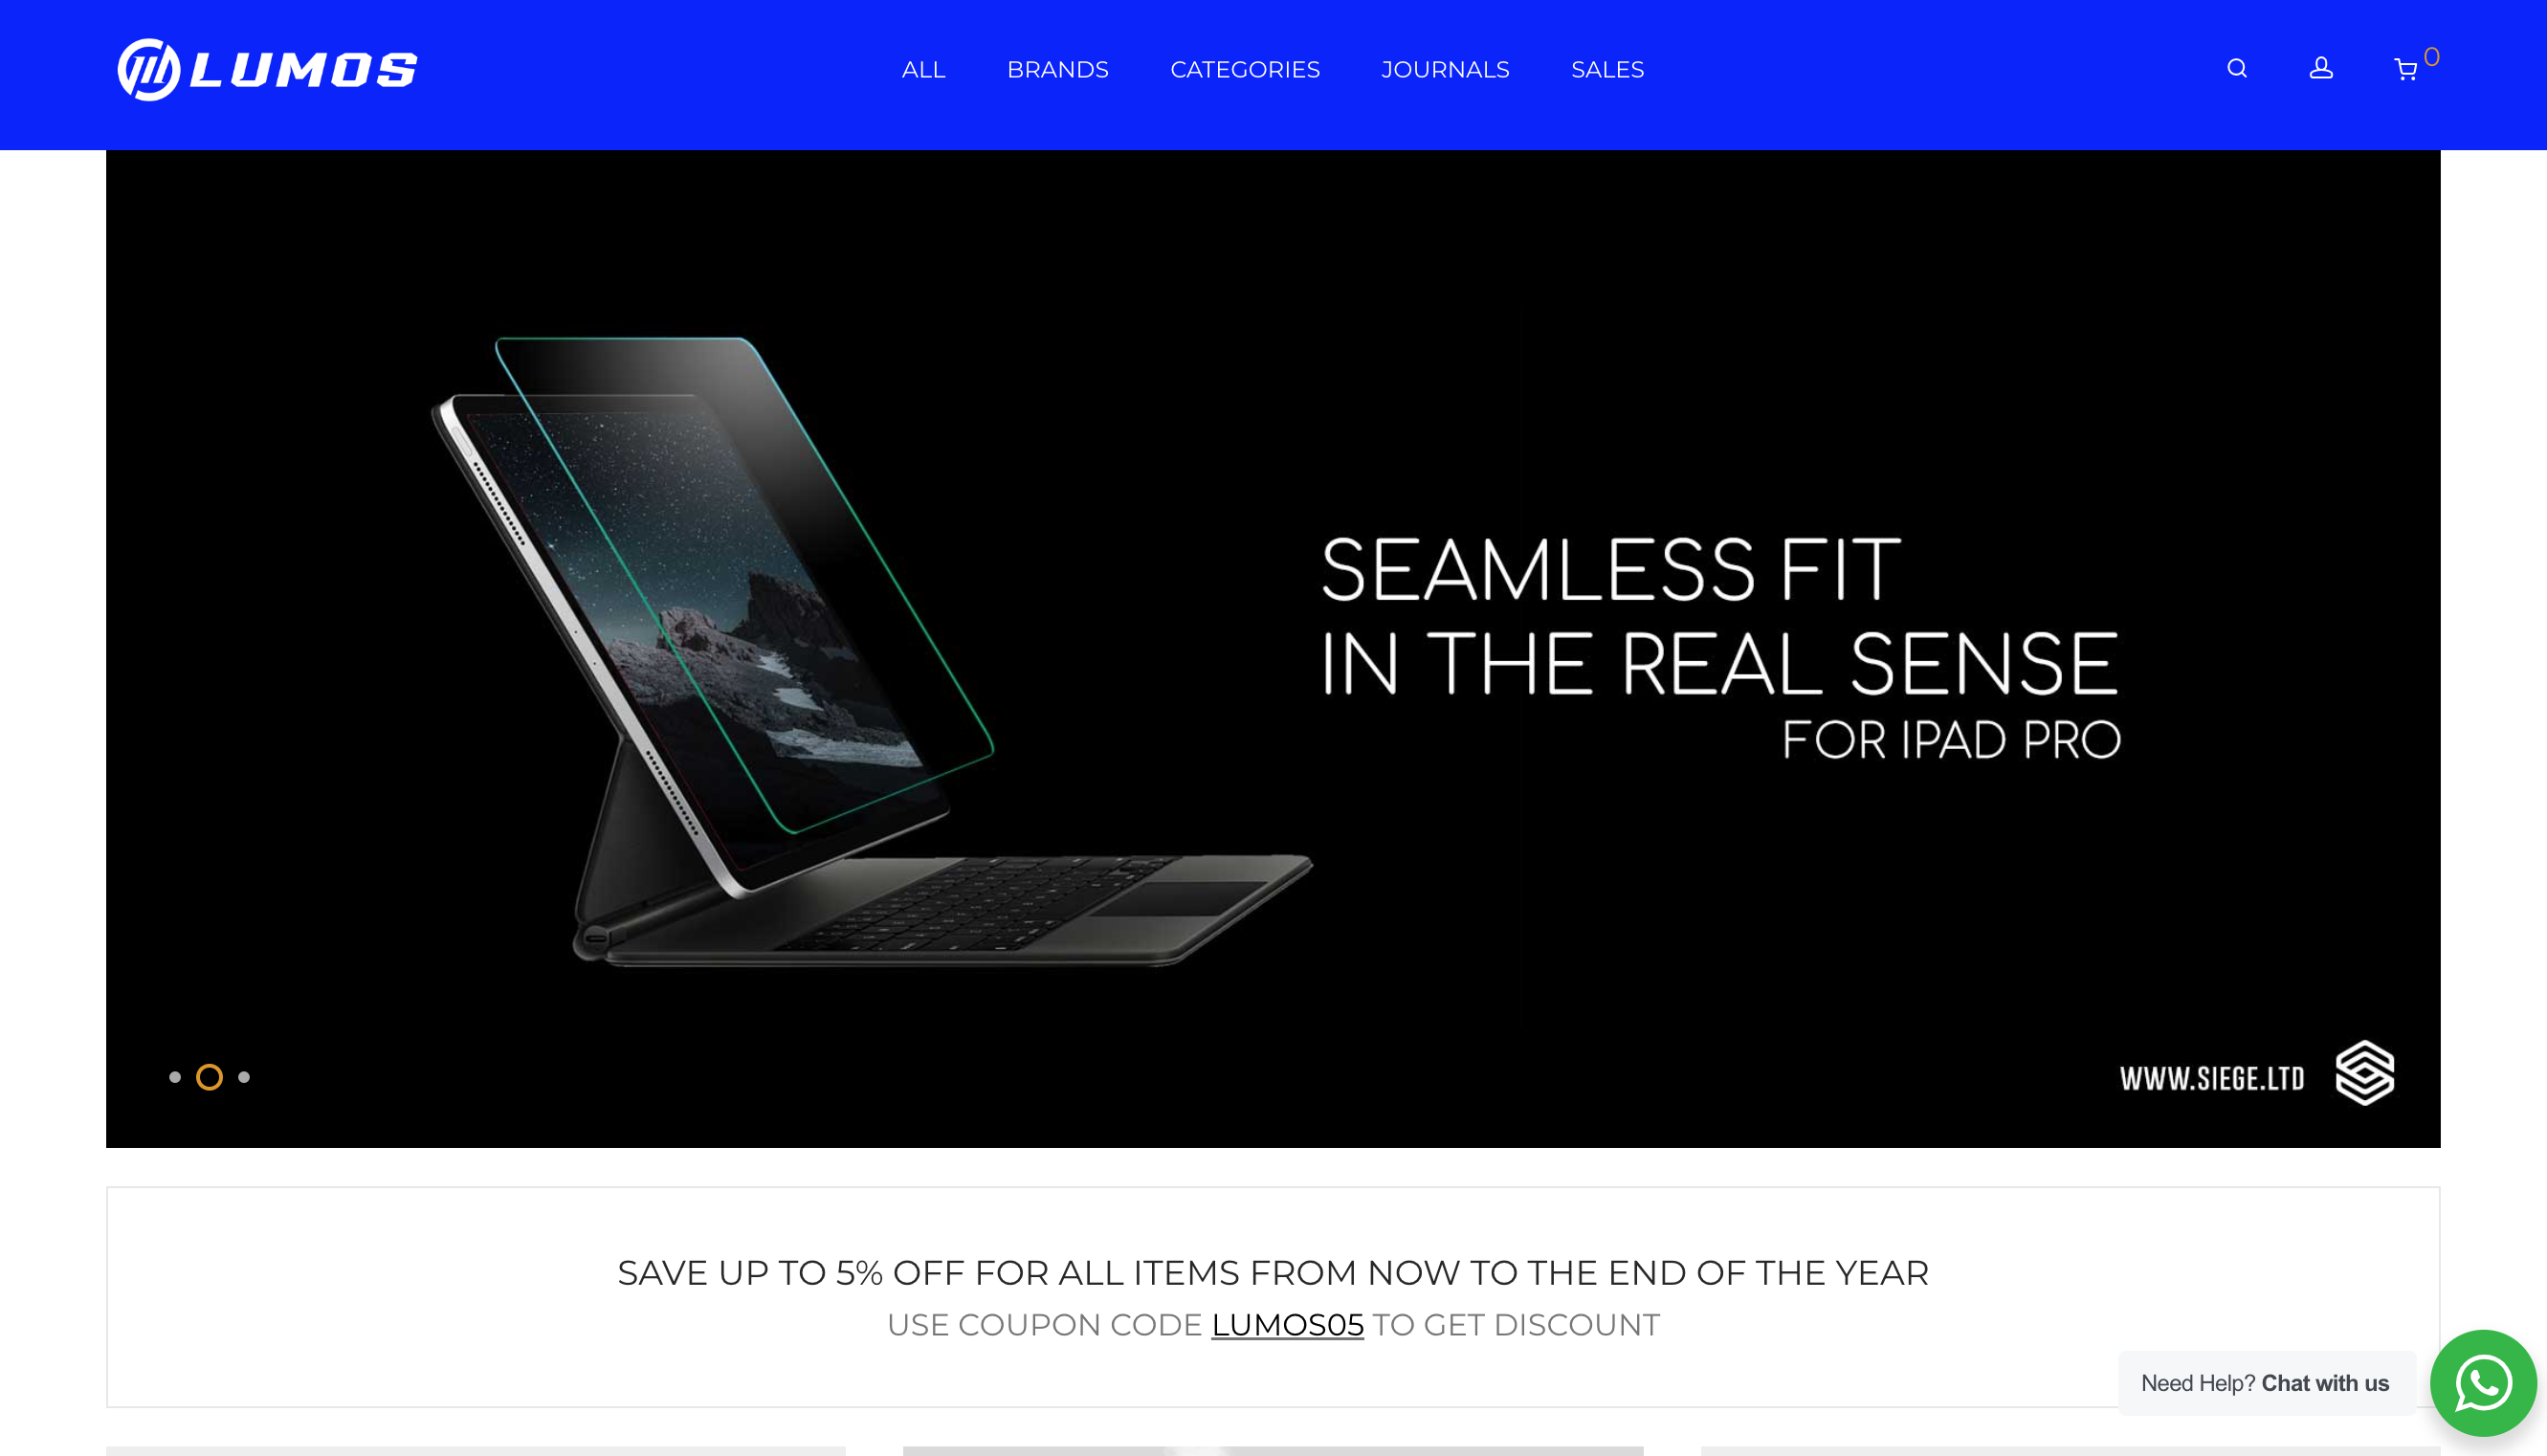 LUMOS
ALL BRANDS CATEGORIES JOURNALS SALES
0
SEAMLESS FIT
IN THE REAL SENSE
FOR IPAD PRO
WWW.SIEGE.LTD
SAVE UP TO 5% OFF FOR ALL ITEMS FROM NOW TO THE END OF THE YEAR
USE COUPON CODE LUMOS05 TO GET DISCOUNT
Need Help? Chat with us